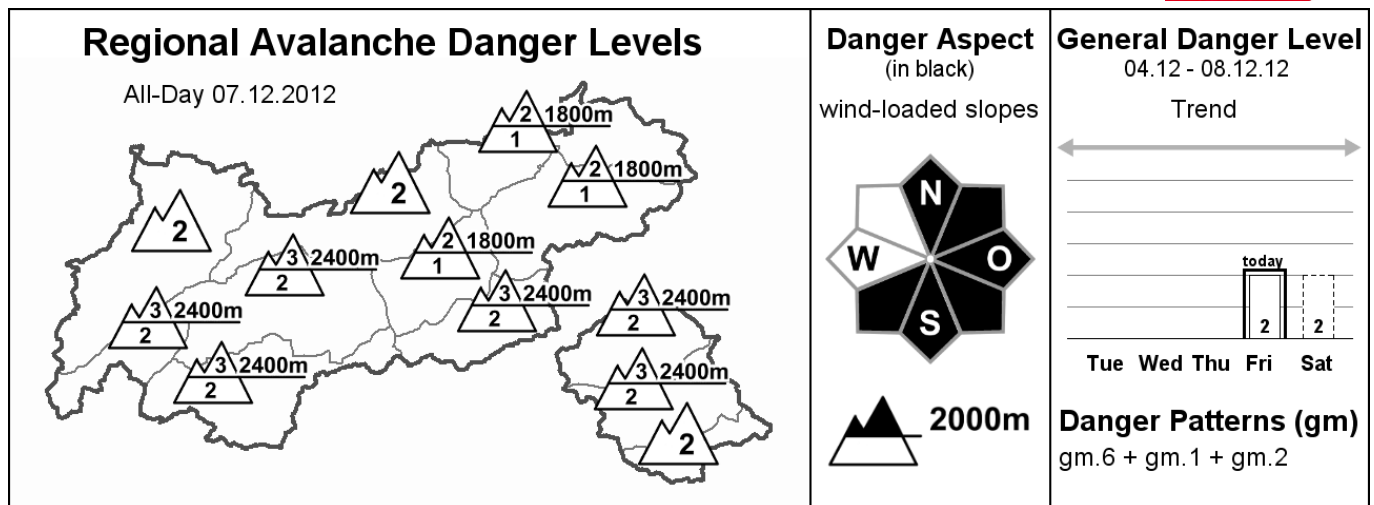 Regional Avalanche Danger Levels
All-Day 07.12.2012
2 1800m
1
2 1800m
1
2
2
2 1800m
1
3 2400m
2
3 2400m
2
3 2400m
2
3 2400m
2
3 2400m
2
3 2400m
2
2
Danger Aspect
(in black)
wind-loaded slopes
N
W
O
S
2000m
General Danger Level
04.12 - 08.12.12
Trend
today
2 2
Tue Wed Thu Fri Sat
Danger Patterns (gm)
gm.6 + gm.1 + gm.2